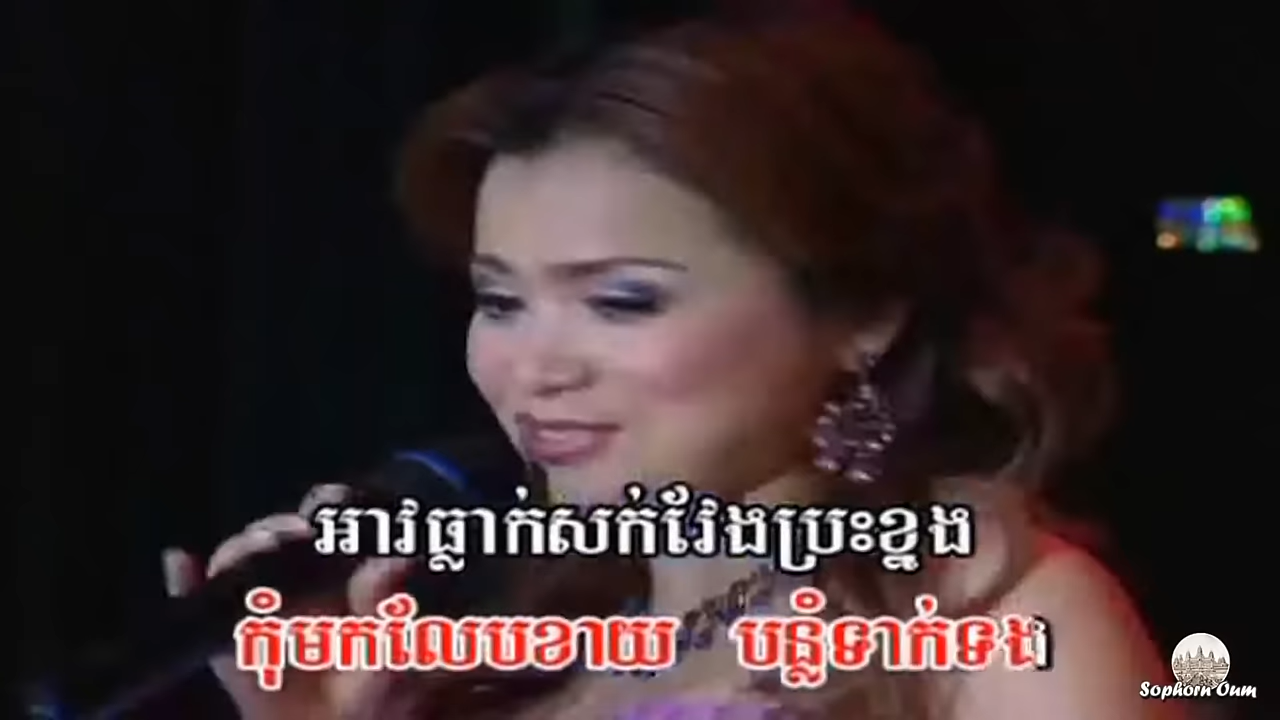 អាវធ្លាក់សក់វែងប្រះខ្នង
កុំមកលែបខាយ បន្លំទាក់ទង
Sophorn Oum